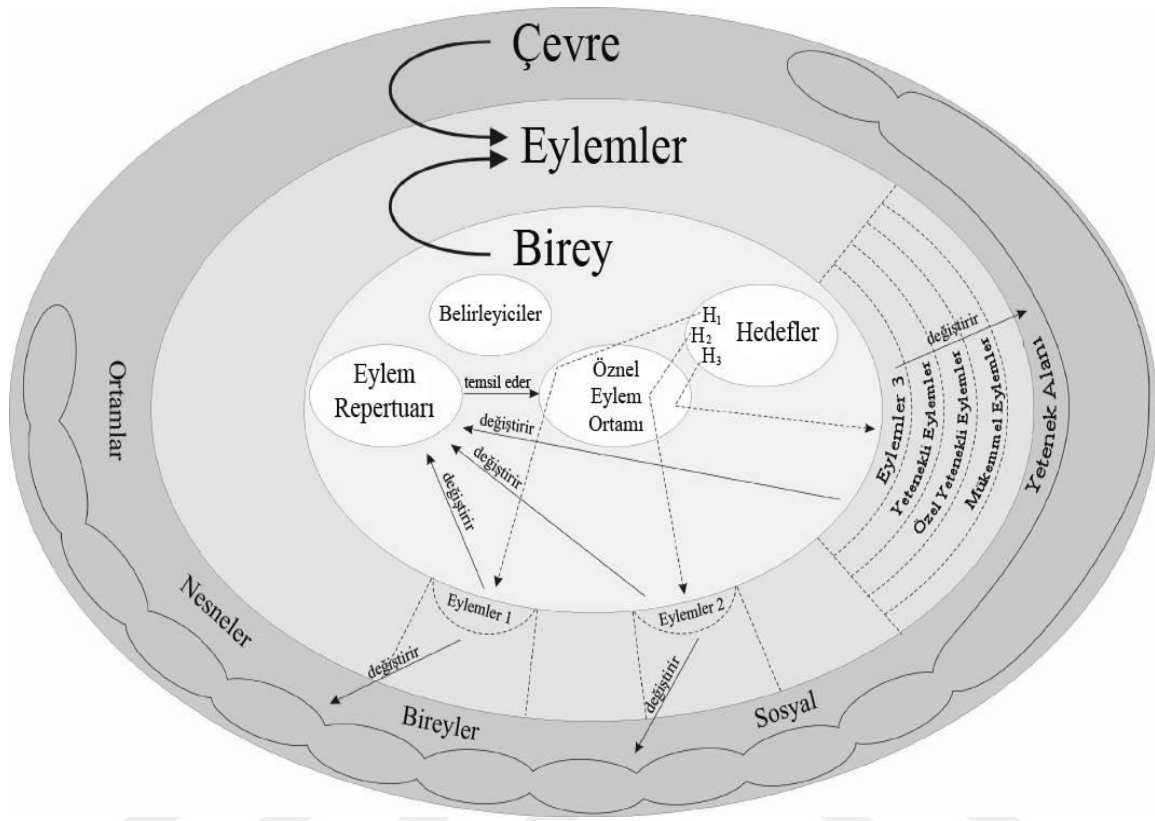 Çevre
Eylemler
Birey
Belirleyiciler
H1
H2
H3
Hedefler
Eylem
Repertuarı
temsil eder
Öznel
Eylem
Ortamı
değiştirir
değiştirir
değiştirir
Eylemler 1
Eylemler 2
değiştirir
değiştirir
değiştirir
Eylemler 3
Yetenekli Eylemler
Özel Yetenekli Eylemler
Mükemmel Eylemler
Yetenek Alanı
Ortamlar
Nesneler
Bireyler
Sosyal